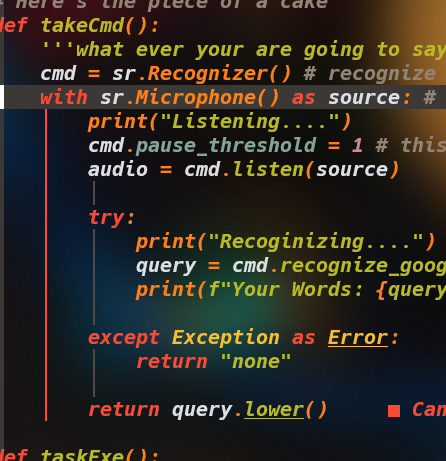 # Here's the piece of a cake
def takeCmd():
'''what ever your are going to say
cmd = sr.Recognizer() # recognize
with sr.Microphone() as source: #
print("Listening....")
cmd.pause_threshold = 1 # this
audio = cmd.listen(source)
try:
print("Recoginizing....")
query = cmd.recognize_goog
print(f"Your Words: {query
except Exception as Error:
return "none"
return query.lower() ■ Can
def taskExe():